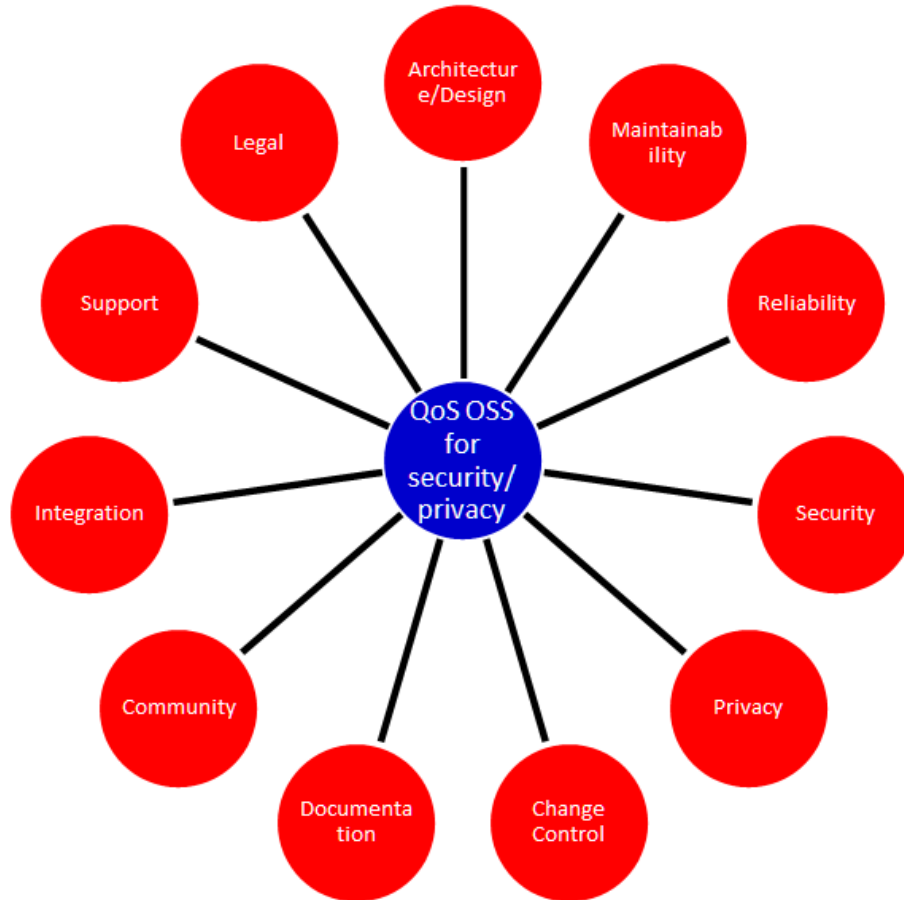 Architectur
e/Design
Maintainab
ility
Reliability
Security
Privacy
Change
Control
Documenta
tion
Community
Integration
Support
Legal
QoS OSS
for
security/
privacy